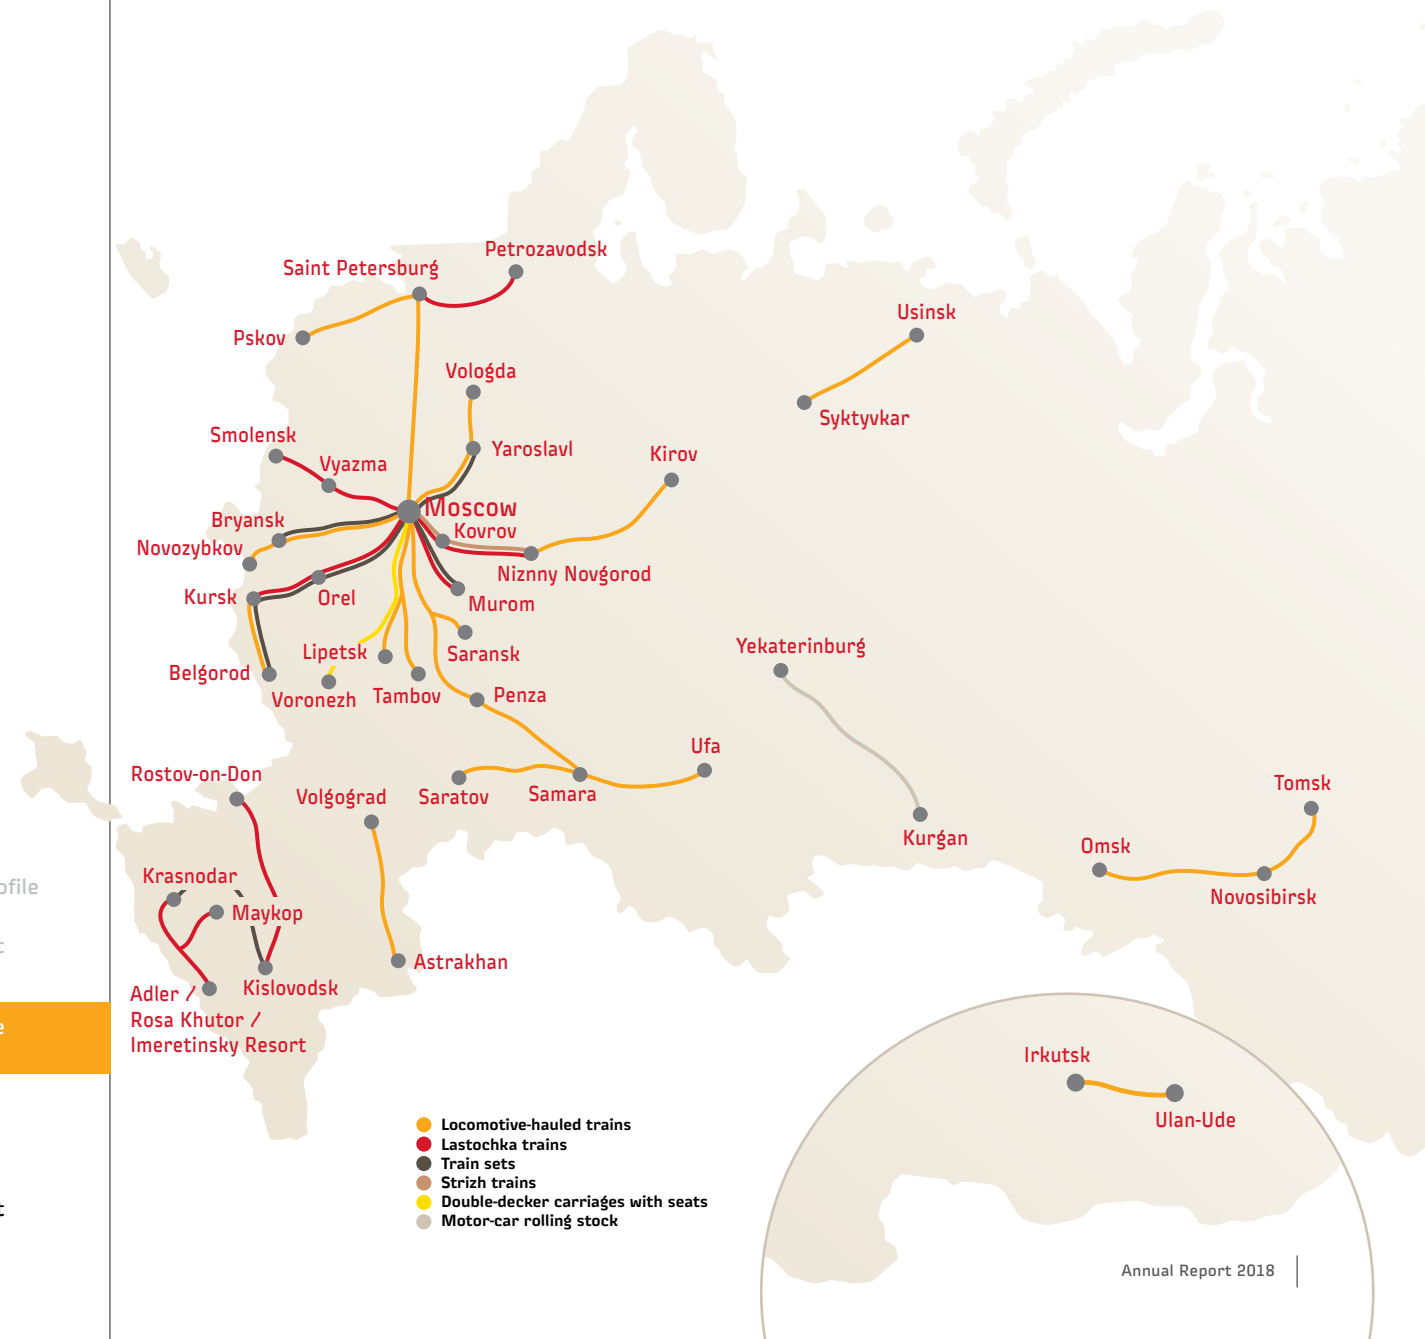 Petrozavodsk
Saint Petersburg
Usinsk
Pskov
Vologda
Syktyvkar
Smolensk
Yaroslavl
Kirov
Vyazma
Moscow
Bryansk
Kovrov
Novozybkov
Niznny Novgorod
Kursk
Orel
Murom
Lipetsk
Saransk
Yekaterinburg
Belgorod
Voronezh
Tambov
Penza
Ufa
Rostov-on-Don
Volgograd
Saratov
Samara
Tomsk
Kurgan
Omsk
Krasnodar
ofile
Novosibirsk
Maykop
t
Astrakhan
Kislovodsk
Adler /
Rosa Khutor /
Imeretinsky Resort
e
Irkutsk
Ulan-Ude
Locomotive-hauled trains
Lastochka trains
Train sets
Strizh trains
Double-decker carriages with seats
Motor-car rolling stock
t
Annual Report 2018